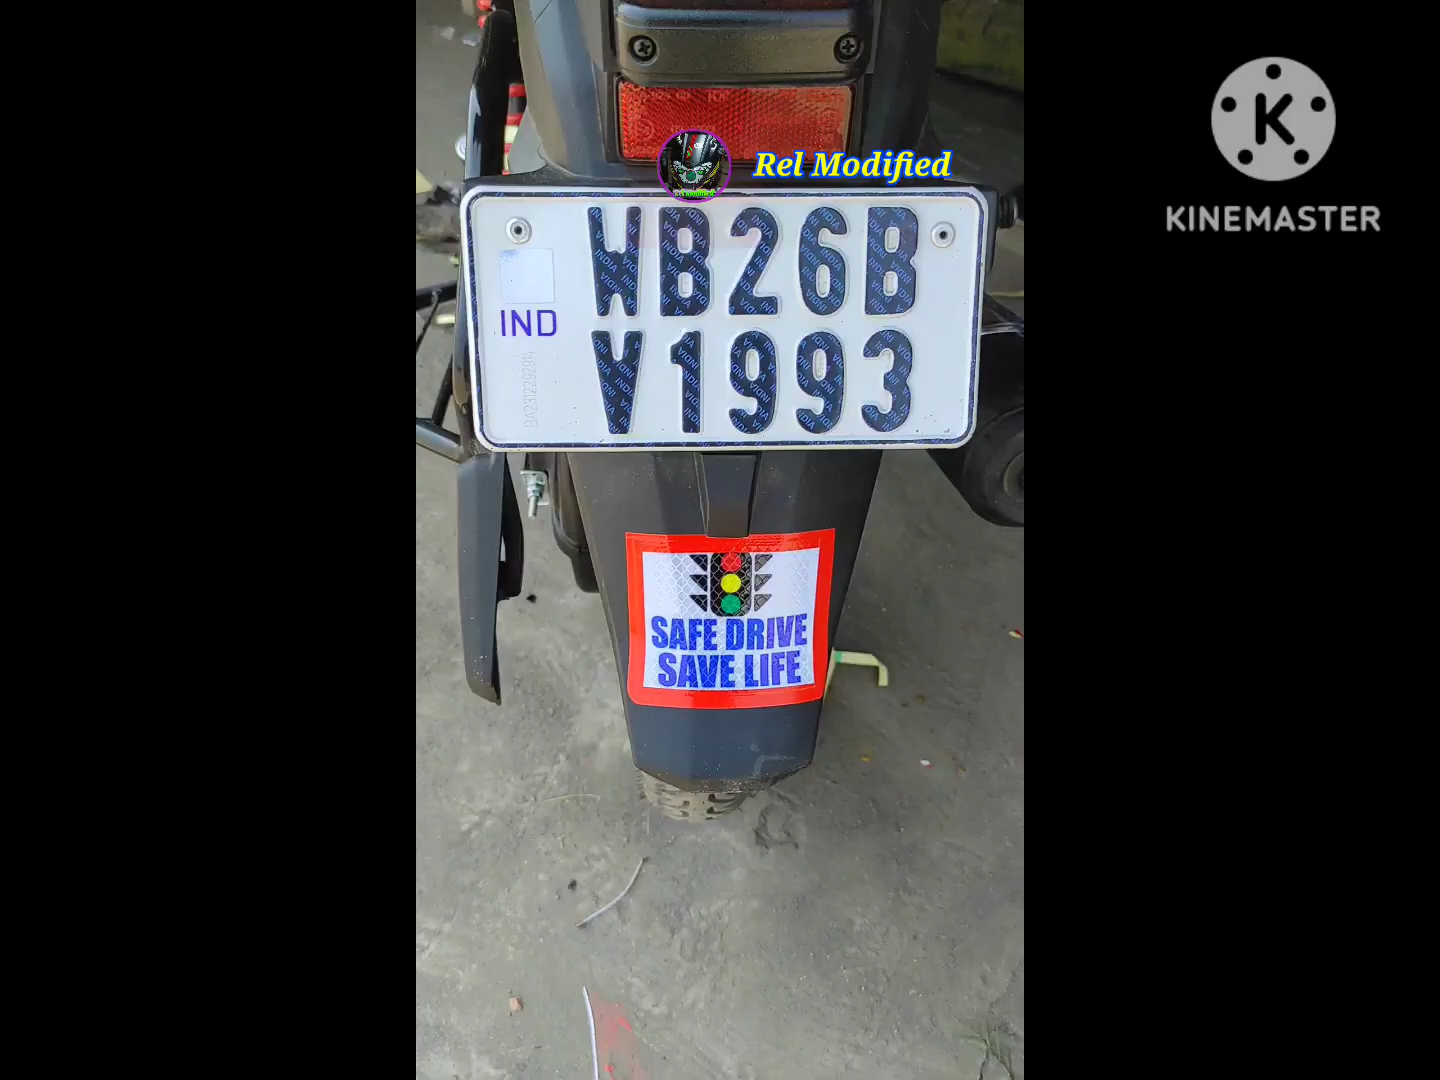 K
KINEMASTER
Rel Modified
WB26B
IND
V1993
SAFE DRIVE
SAVE LIFE